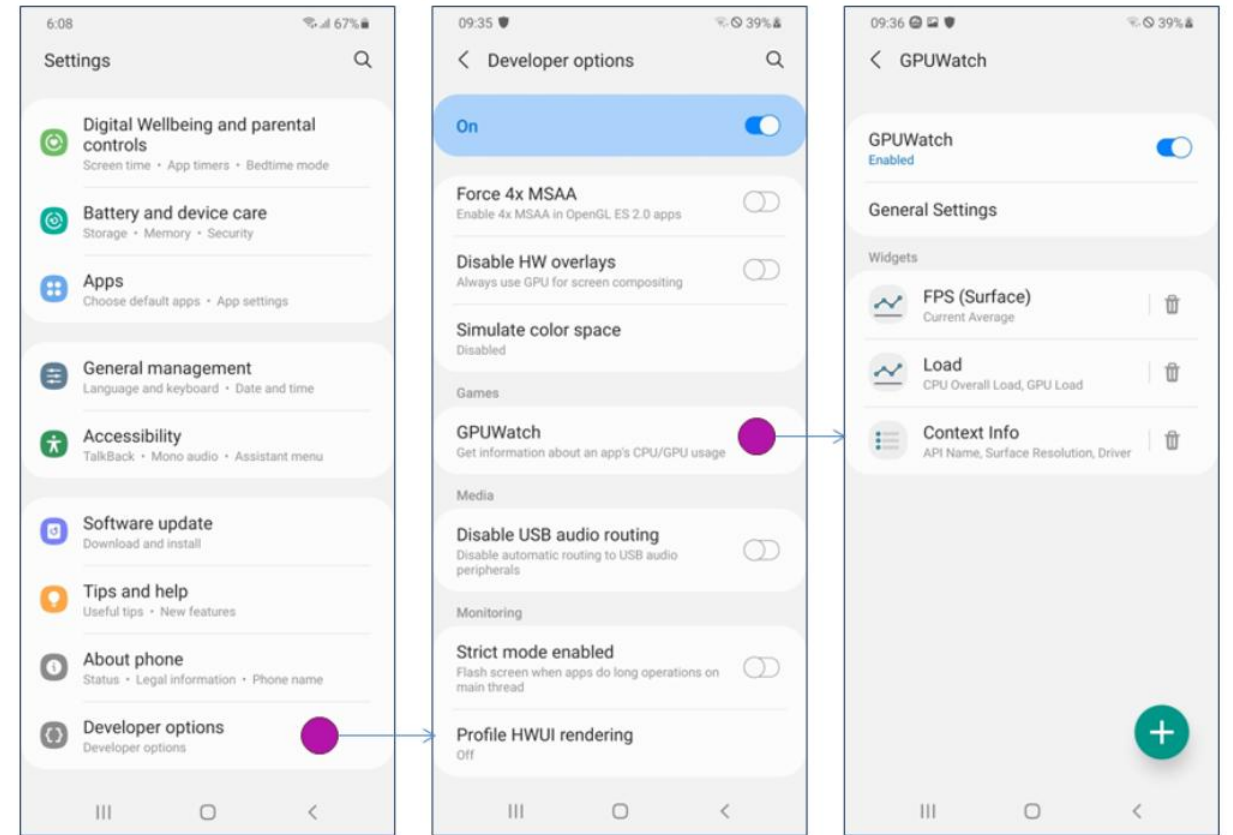 6:08
67%
Settings
Digital Wellbeing and parental
controls
Screen time • App timers • Bedtime mode
Battery and device care
Storage • Memory • Security
Apps
Choose default apps • App settings
General management
Language and keyboard • Date and time
Accessibility
TalkBack • Mono audio • Assistant menu
Software update
Download and install
Tips and help
Useful tips • New features
About phone
Status • Legal information • Phone name
Developer options
Developer options
09:35
39%
Developer options
On
Force 4x MSAA
Enable 4x MSAA in OpenGL ES 2.0 apps
Disable HW overlays
Always use GPU for screen compositing
Simulate color space
Disabled
Games
GPUWatch
Get information about an app's CPU/GPU usage
Media
Disable USB audio routing
Disable automatic routing to USB audio
peripherals
Monitoring
Strict mode enabled
Flash screen when apps do long operations on
main thread
Profile HWUI rendering
Off
09:36
39%
GPUWatch
GPUWatch
Enabled
General Settings
Widgets
FPS (Surface)
Current Average
Load
CPU Overall Load, GPU Load
Context Info
API Name, Surface Resolution, Driver